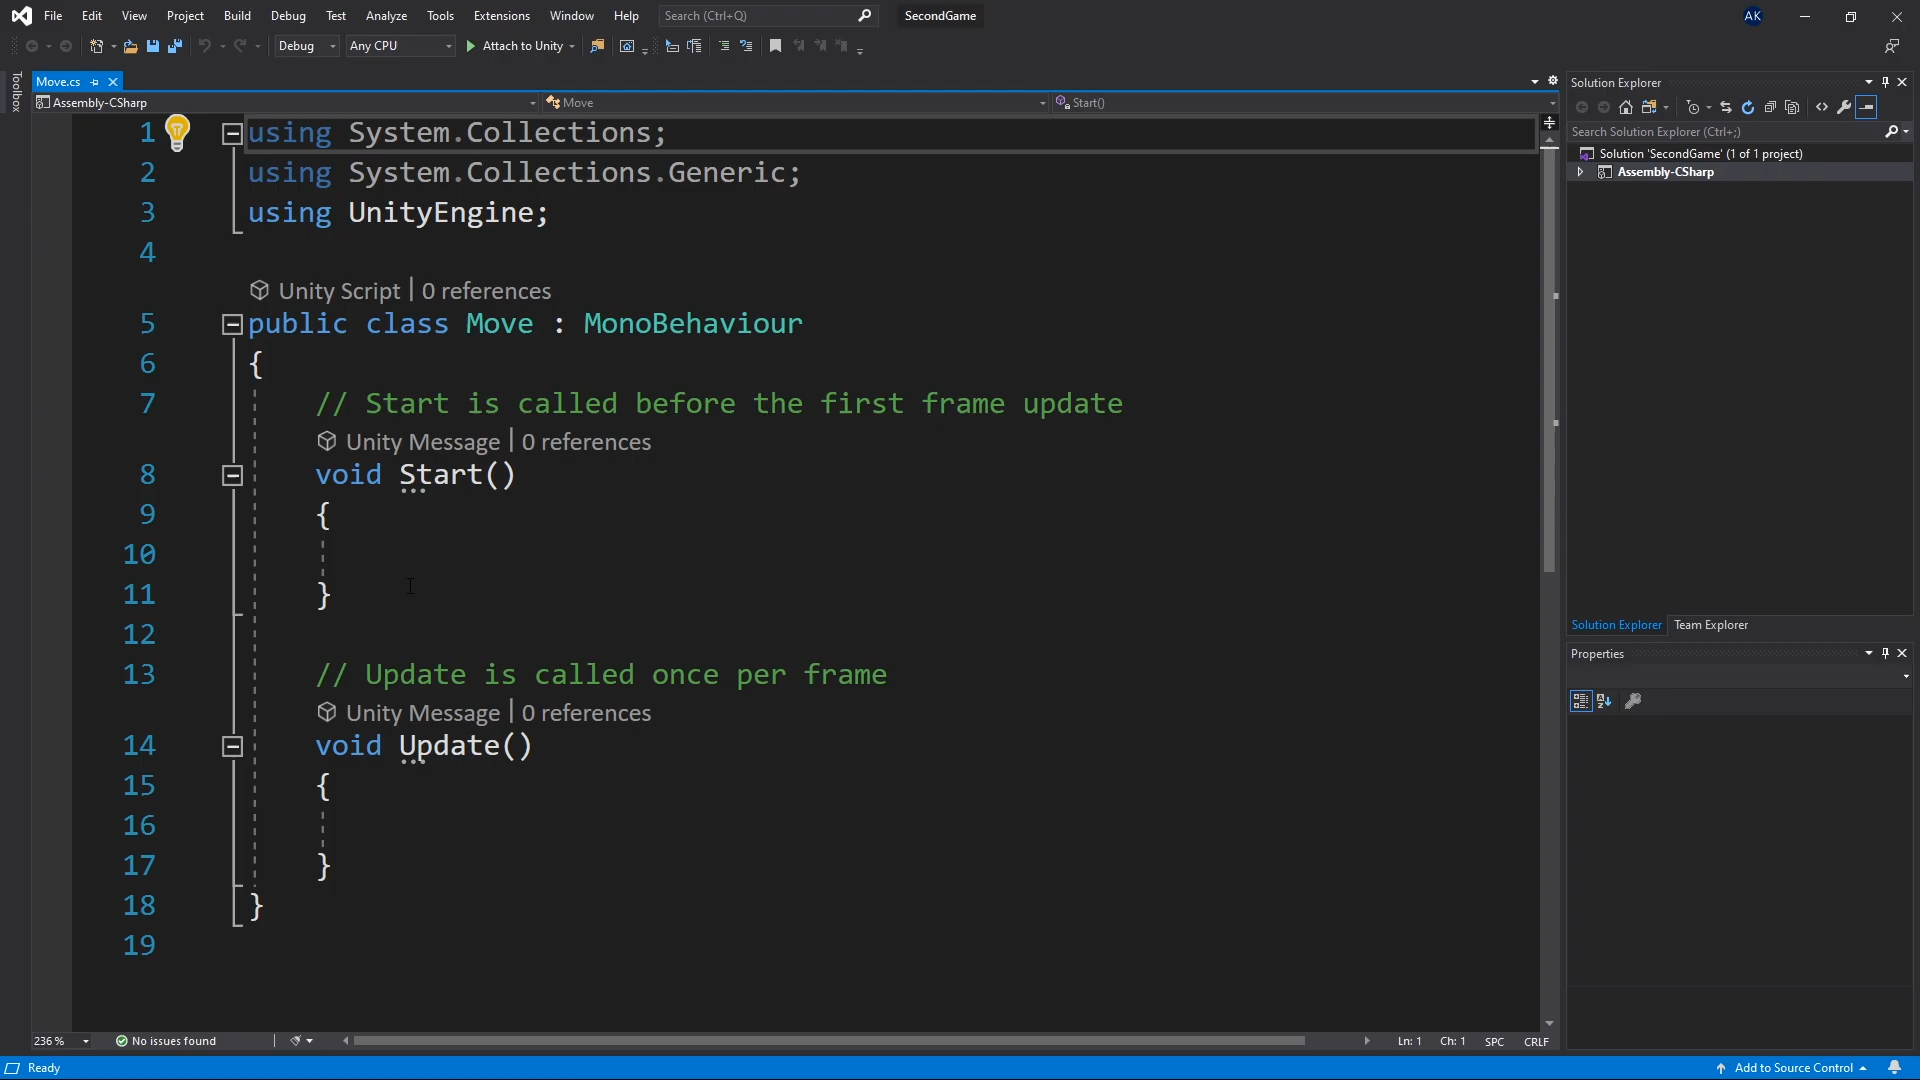 File Edit View Project Build Debug Test Analyze Tools Extensions Window Help Search (Ctrl+Q) SecondGame AK
Debug Any CPU Attach to Unity
Toolbox
Move.cs
Assembly-CSharp Move Start()
1 using System.Collections;
2 using System.Collections.Generic;
3 using UnityEngine;
4
Unity Script | 0 references
5 public class Move : MonoBehaviour
6 {
7 // Start is called before the first frame update
Unity Message | 0 references
8 void Start()
9 {
10
11 }
12
13 // Update is called once per frame
Unity Message | 0 references
14 void Update()
15 {
16
17 }
18 }
19
236 % No issues found Ln: 1 Ch: 1 SPC CRLF
Solution Explorer
Search Solution Explorer (Ctrl+;)
Solution 'SecondGame' (1 of 1 project)
Assembly-CSharp
Solution Explorer Team Explorer
Properties
Ready Add to Source Control